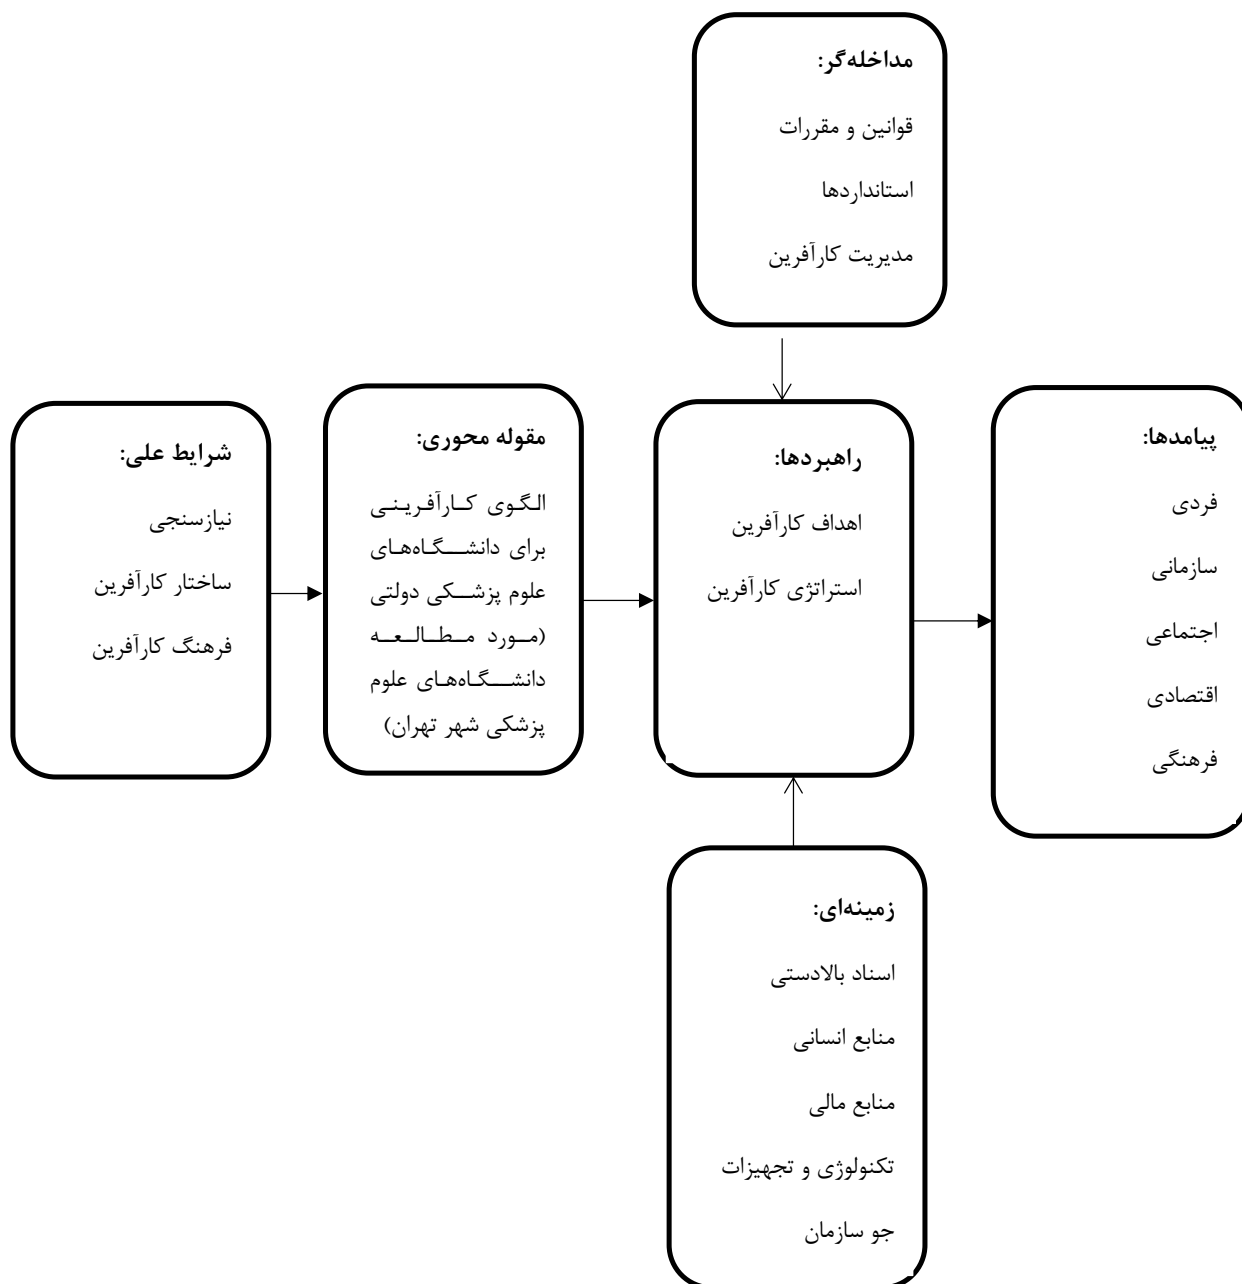 مداخله‌گر:
قوانین و مقررات
استانداردها
مدیریت کارآفرین
شرایط علی:
نیازسنجی
ساختار کارآفرین
فرهنگ کارآفرین
مقوله محوری:
الگوی کارآفرینی
برای دانشگاه‌های
علوم پزشکی دولتی
(مورد مطالعه
دانشگاه‌های علوم
پزشکی شهر تهران)
راهبردها:
اهداف کارآفرین
استراتژی کارآفرین
پیامدها:
فردی
سازمانی
اجتماعی
اقتصادی
فرهنگی
زمینه‌ای:
اسناد بالادستی
منابع انسانی
منابع مالی
تکنولوژی و تجهیزات
جو سازمان